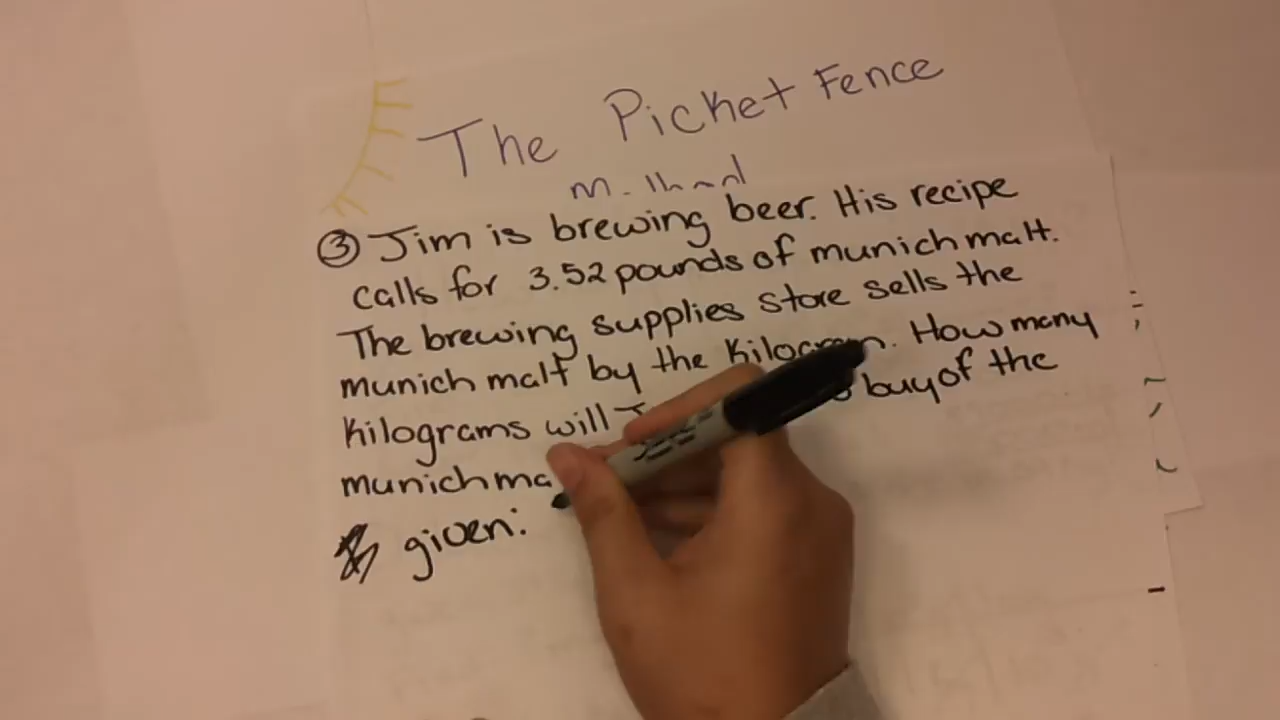 The Picket Fence
③ Jim is brewing beer. His recipe
calls for 3.52 pounds of munich malt.
The brewing supplies store sells the
munich malt by the kilogram. How many
kilograms will buy of the
munich
given: